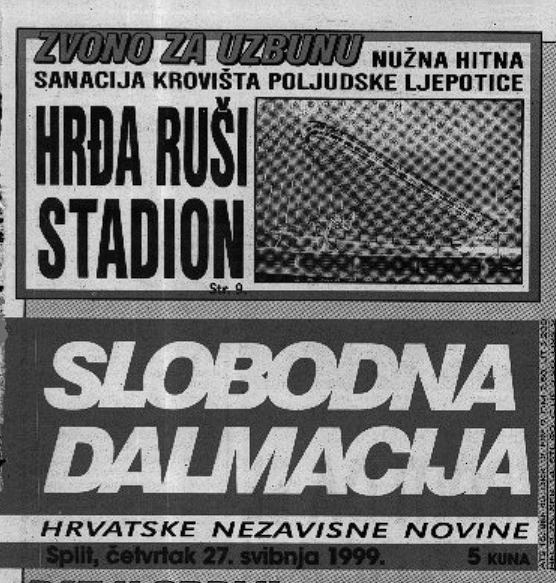 ZVONO ZA UZBUNU NUŽNA HITNA
SANACIJA KROVIŠTA POLJUDSKE LJEPOTICE
HRĐA RUŠI
STADION
Str. 9.
SLOBODNA
DALMACIJA
HRVATSKE NEZAVISNE NOVINE
Split, četvrtak 27. svibnja 1999. 5 KUNA